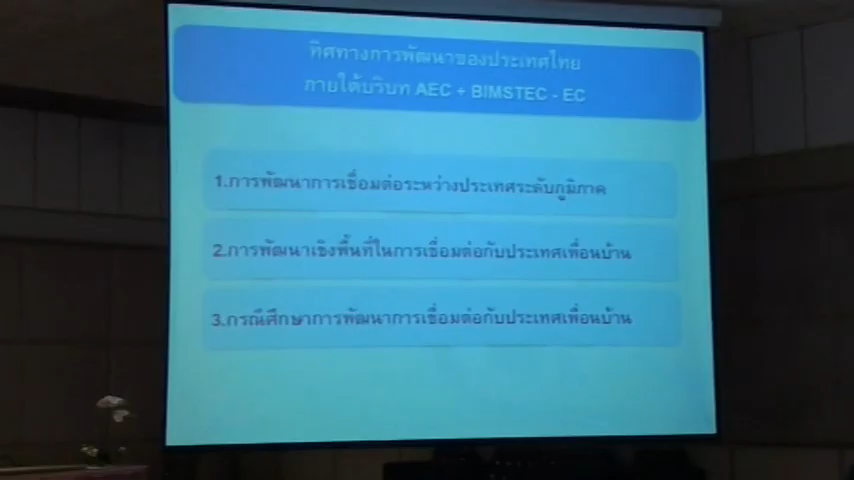 ทิศทางการพัฒนาของประเทศไทย
ภายใต้บริบท AEC + BIMSTEC - EC
1.การพัฒนาการเชื่อมต่อระหว่างประเทศระดับภูมิภาค
2.การพัฒนาเชิงพื้นที่ในการเชื่อมต่อกับประเทศเพื่อนบ้าน
3.กรณีศึกษาการพัฒนาการเชื่อมต่อกับประเทศเพื่อนบ้าน